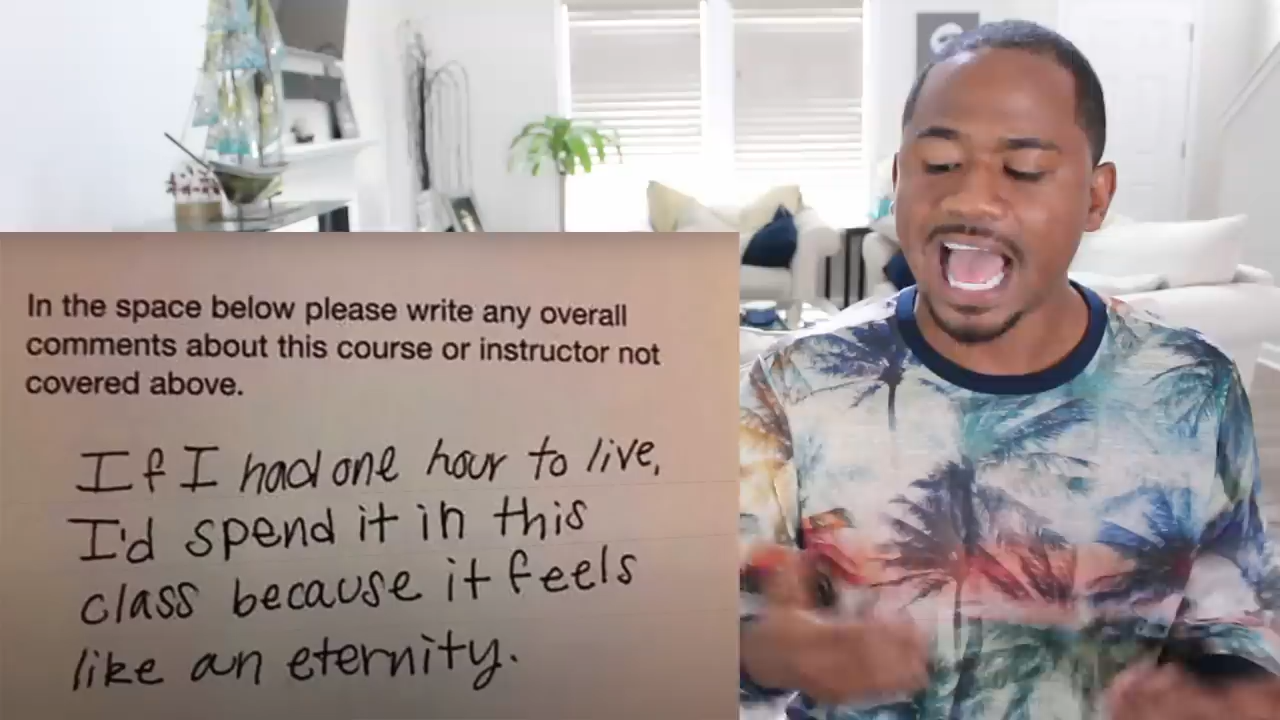 In the space below please write any overall
comments about this course or instructor not
covered above.
If I had one hour to live,
I'd spend it in this
class because it feels
like an eternity.